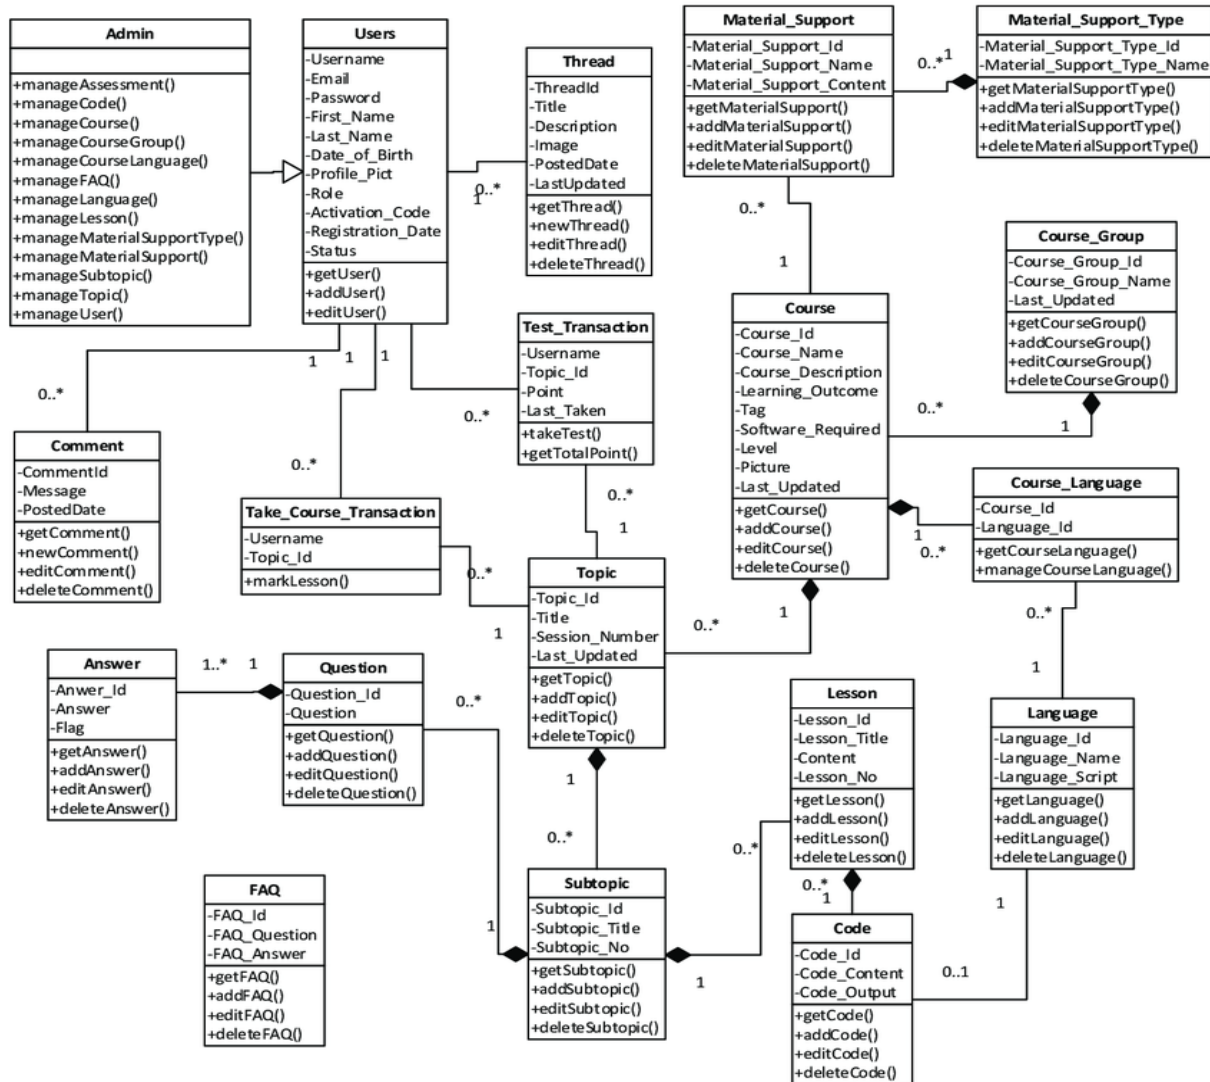 Admin
+manageAssessment()
+manageCode()
+manageCourse()
+manageCourseGroup()
+manageCourseLanguage()
+manageFAQ()
+manageLanguage()
+manageLesson()
+manageMaterialSupportType()
+manageMaterialSupport()
+manageSubtopic()
+manageTopic()
+manageUser()
Users
-Username
-Email
-Password
-First_Name
-Last_Name
-Date_of_Birth
-Profile_Pict
-Role
-Activation_Code
-Registration_Date
-Status
+getUser()
+addUser()
+editUser()
Thread
-ThreadId
-Title
-Description
-Image
-PostedDate
-LastUpdated
+getThread()
+newThread()
+editThread()
+deleteThread()
0..*
1
Material_Support
-Material_Support_Id
-Material_Support_Name
-Material_Support_Content
+getMaterialSupport()
+addMaterialSupport()
+editMaterialSupport()
+deleteMaterialSupport()
0..*
1
Material_Support_Type
-Material_Support_Type_Id
-Material_Support_Type_Name
+getMaterialSupportType()
+addMaterialSupportType()
+editMaterialSupportType()
+deleteMaterialSupportType()
0..*
1
Course_Group
-Course_Group_Id
-Course_Group_Name
-Last_Updated
+getCourseGroup()
+addCourseGroup()
+editCourseGroup()
+deleteCourseGroup()
0..*
1
Course
-Course_Id
-Course_Name
-Course_Description
-Learning_Outcome
-Tag
-Software_Required
-Level
-Picture
-Last_Updated
+getCourse()
+addCourse()
+editCourse()
+deleteCourse()
1
0..*
1
0..*
Test_Transaction
-Username
-Topic_Id
-Point
-Last_Taken
+takeTest()
+getTotalPoint()
1
1
1
0..*
0..*
0..*
0..*
1
Comment
-CommentId
-Message
-PostedDate
+getComment()
+newComment()
+editComment()
+deleteComment()
Take_Course_Transaction
-Username
-Topic_Id
+markLesson()
0..*
1
Course_Language
-Course_Id
-Language_Id
+getCourseLanguage()
+manageCourseLanguage()
0..*
1
Topic
-Topic_Id
-Title
-Session_Number
-Last_Updated
+getTopic()
+addTopic()
+editTopic()
+deleteTopic()
1
0..*
Answer
-Anwer_Id
-Answer
-Flag
+getAnswer()
+addAnswer()
+editAnswer()
+deleteAnswer()
1..*
1
Question
-Question_Id
-Question
+getQuestion()
+addQuestion()
+editQuestion()
+deleteQuestion()
0..*
1
Lesson
-Lesson_Id
-Lesson_Title
-Content
-Lesson_No
+getLesson()
+addLesson()
+editLesson()
+deleteLesson()
0..*
1
Language
-Language_Id
-Language_Name
-Language_Script
+getLanguage()
+addLanguage()
+editLanguage()
+deleteLanguage()
1
0..1
FAQ
-FAQ_Id
-FAQ_Question
-FAQ_Answer
+getFAQ()
+addFAQ()
+editFAQ()
+deleteFAQ()
Subtopic
-Subtopic_Id
-Subtopic_Title
-Subtopic_No
+getSubtopic()
+addSubtopic()
+editSubtopic()
+deleteSubtopic()
0..*
1
Code
-Code_Id
-Code_Content
-Code_Output
+getCode()
+addCode()
+editCode()
+deleteCode()